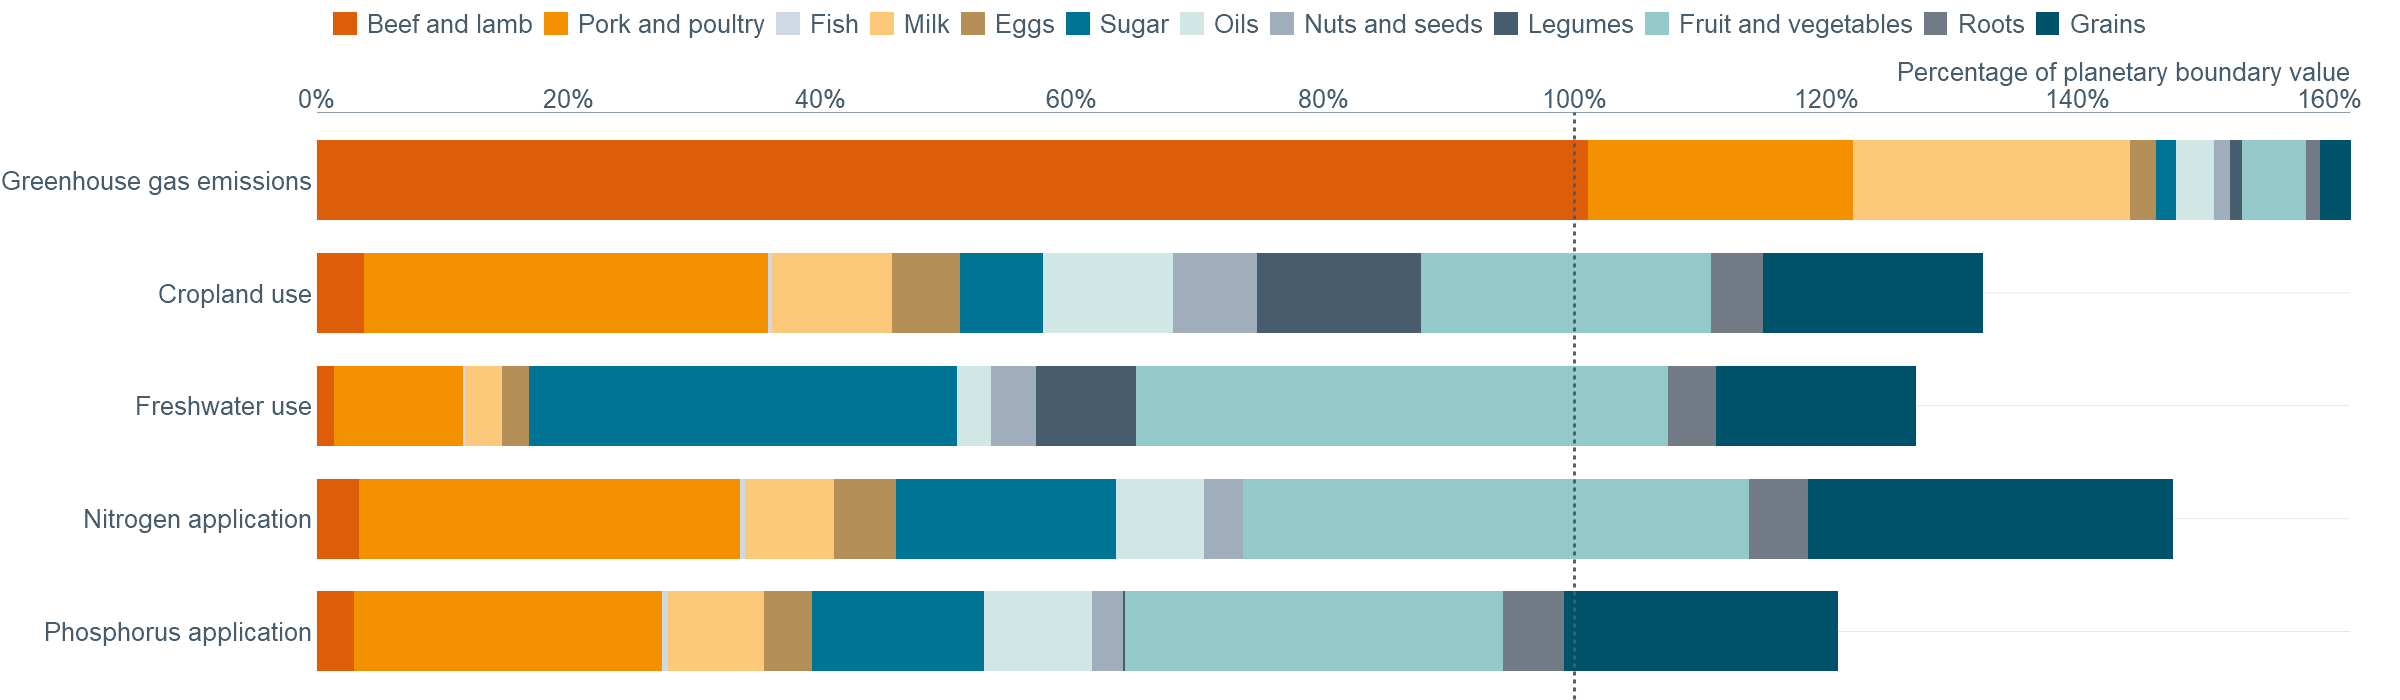 Beef and lamb Pork and poultry Fish Milk Eggs Sugar Oils Nuts and seeds Legumes Fruit and vegetables Roots Grains
Percentage of planetary boundary value
0% 20% 40% 60% 80% 100% 120% 140% 160%
Greenhouse gas emissions
Cropland use
Freshwater use
Nitrogen application
Phosphorus application